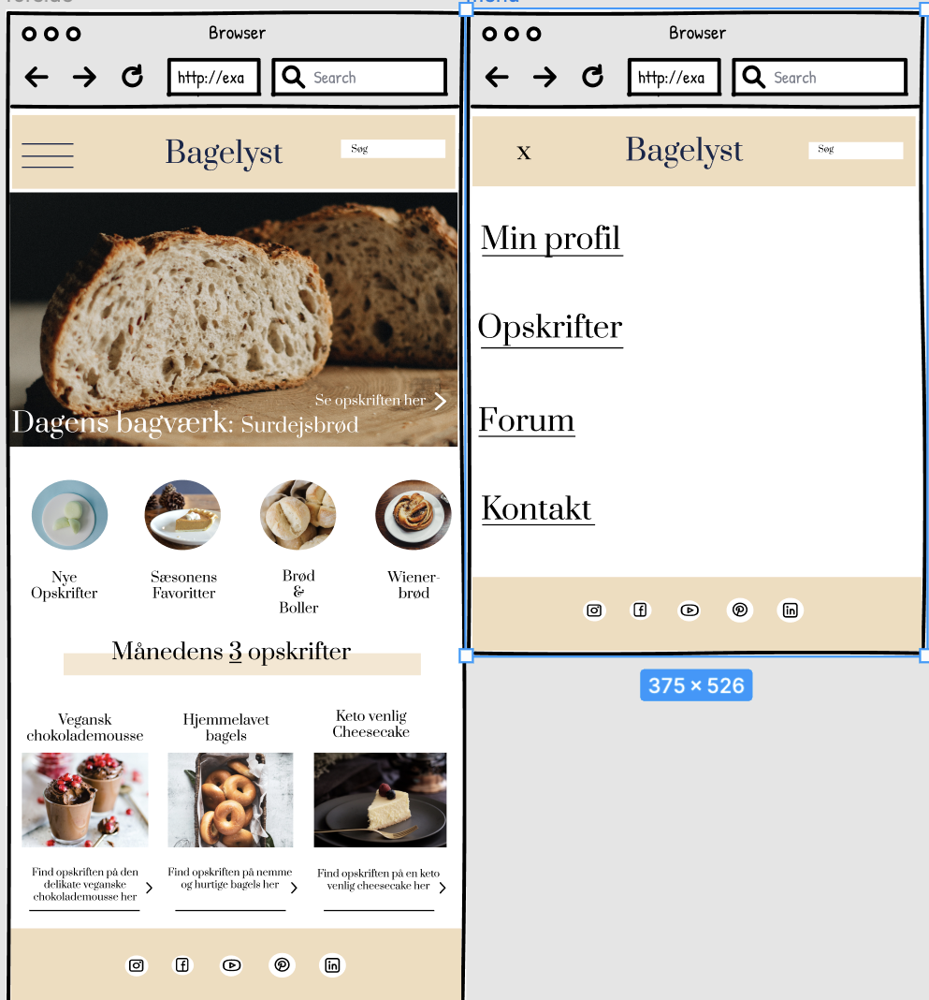 Browser
http://exa
Search
Bagelyst
Søg
Se opskriften her
Dagens bagværk: Surdejsbrød
Nye
Opskrifter
Sæsonens
Favoritter
Brød
&
Boller
Wiener-
brød
Månedens 3 opskrifter
Vegansk
chokolademousse
Hjemmelavet
bagels
Keto venlig
Cheesecake
Find opskriften på den
delikate veganske
chokolademousse her
Find opskriften på nemme
og hurtige bagels her
Find opskriften på en keto
venlig cheesecake her
Browser
http://exa
Search
x
Bagelyst
Søg
Min profil
Opskrifter
Forum
Kontakt
375 × 526